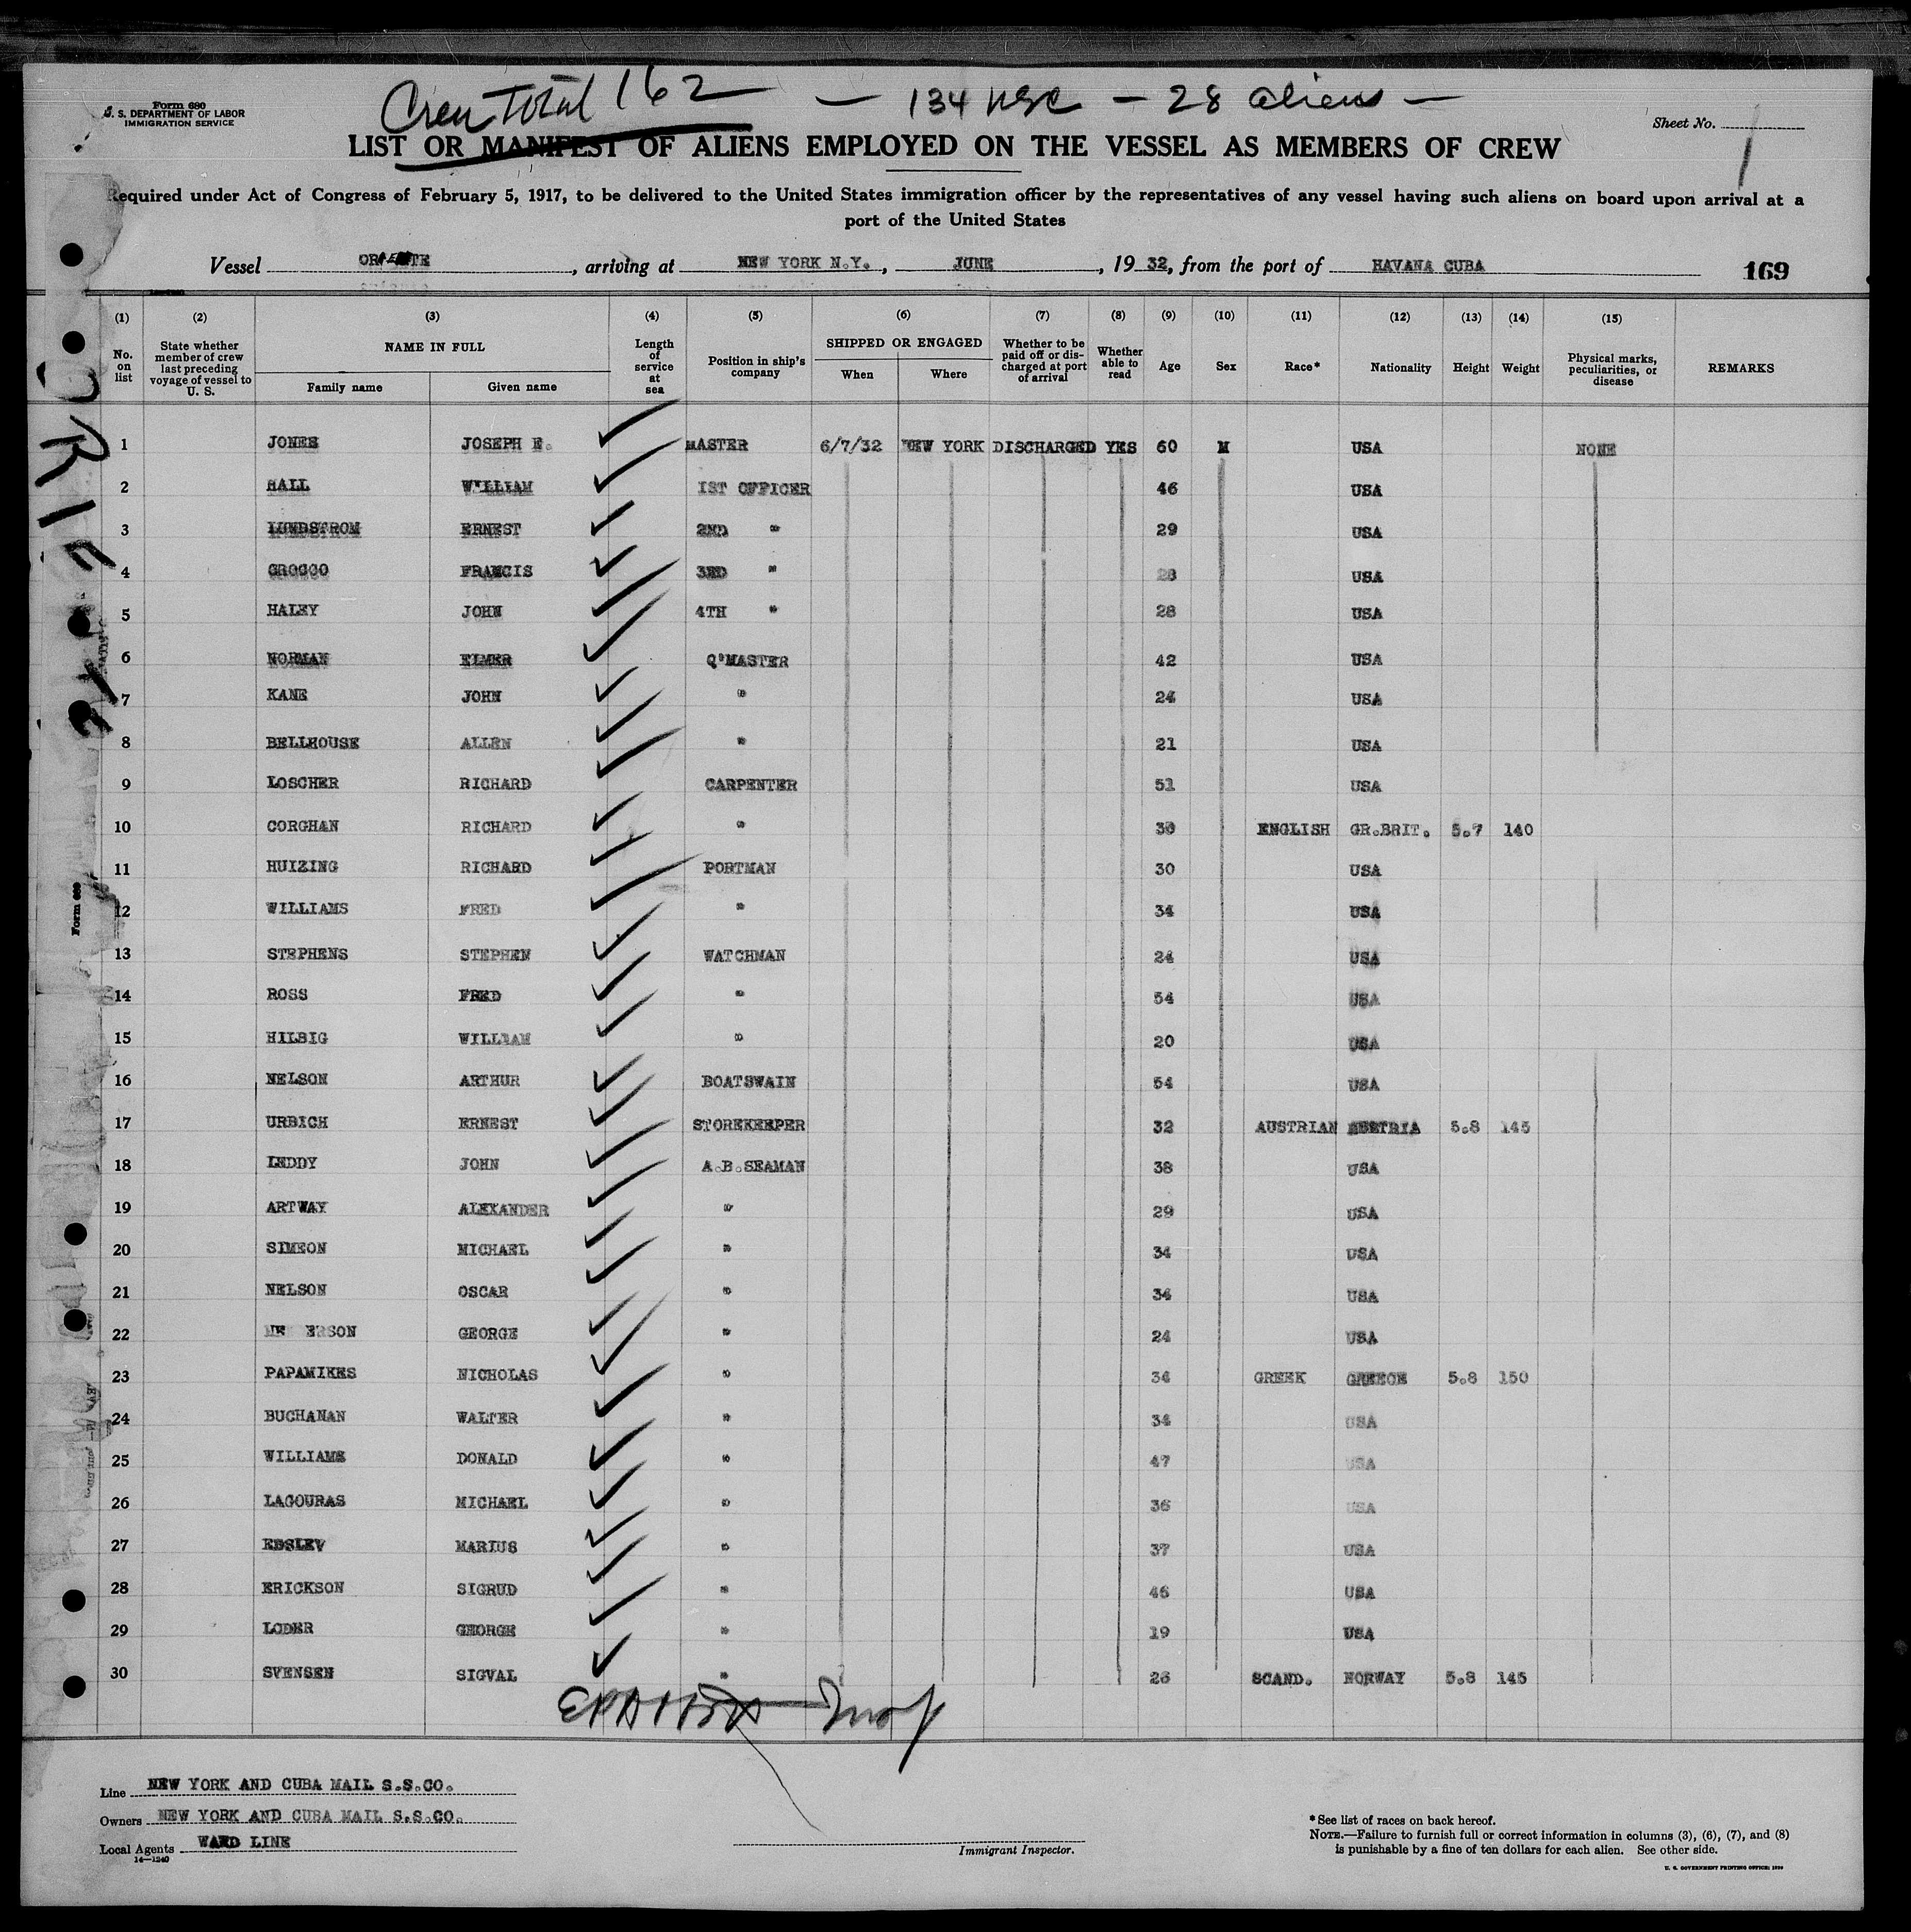 Crew Total 162 — 134 USC — 28 aliens —
Form 680
U. S. DEPARTMENT OF LABOR
IMMIGRATION SERVICE
Sheet No. 1
LIST OR MANIFEST OF ALIENS EMPLOYED ON THE VESSEL AS MEMBERS OF CREW
Required under Act of Congress of February 5, 1917, to be delivered to the United States immigration officer by the representatives of any vessel having such aliens on board upon arrival at a
port of the United States
Vessel ORIENTE, arriving at NEW YORK N.Y., JUNE, 1932, from the port of HAVANA CUBA 169
(1) (2) (3) (4) (5) (6) (7) (8) (9) (10) (11) (12) (13) (14) (15)
No. on list State whether member of crew last preceding voyage of vessel to U. S. NAME IN FULL Family name Given name Length of service at sea Position in ship's company SHIPPED OR ENGAGED When Where Whether to be paid off or discharged at port of arrival Whether able to read Age Sex Race* Nationality Height Weight Physical marks, peculiarities, or disease REMARKS
1 JONES JOSEPH E. MASTER 6/7/32 NEW YORK DISCHARGED YES 60 M USA NONE
2 HALL WILLIAM 1ST OFFICER 46 USA
3 LUNDSTROM ERNEST 2ND " 29 USA
4 GROCCO FRANCIS 3RD " 28 USA
5 HALEY JOHN 4TH " 28 USA
6 NORMAN ELMER Q'MASTER 42 USA
7 KANE JOHN " 24 USA
8 BELLHOUSE ALLEN " 21 USA
9 LOSCHER RICHARD CARPENTER 51 USA
10 CORGHAN RICHARD " 30 ENGLISH GR.BRIT. 5.7 140
11 HUIZING RICHARD PORTMAN 30 USA
12 WILLIAMS FRED " 34 USA
13 STEPHENS STEPHEN WATCHMAN 24 USA
14 ROSS FRED " 54 USA
15 HILBIG WILLIAM " 20 USA
16 NELSON ARTHUR BOATSWAIN 54 USA
17 URBICH ERNEST STOREKEEPER 32 AUSTRIAN AUSTRIA 5.8 145
18 LEDDY JOHN A.B.SEAMAN 38 USA
19 ARTWAY ALEXANDER " 29 USA
20 SIMEON MICHAEL " 34 USA
21 NELSON OSCAR " 34 USA
22 GEORGE " 24 USA
23 PAPAMIKES NICHOLAS " 34 GREEK GREECE 5.8 150
24 BUCHANAN WALTER " 34 USA
25 WILLIAMS DONALD " 47 USA
26 LAGOURAS MICHAEL " 36 USA
27 EBSLEV MARIUS " 37 USA
28 ERICKSON SIGRUD " 46 USA
29 LODER GEORGE " 19 USA
30 SVENSEN SIGVAL " 26 SCAND. NORWAY 5.8 145
Line NEW YORK AND CUBA MAIL S.S.CO.
Owners NEW YORK AND CUBA MAIL S.S.CO.
Local Agents WARD LINE
14—1240
Immigrant Inspector.
*See list of races on back hereof.
NOTE.—Failure to furnish full or correct information in columns (3), (6), (7), and (8)
is punishable by a fine of ten dollars for each alien. See other side.
U. S. GOVERNMENT PRINTING OFFICE: 1930
ORIENTE
Form 680